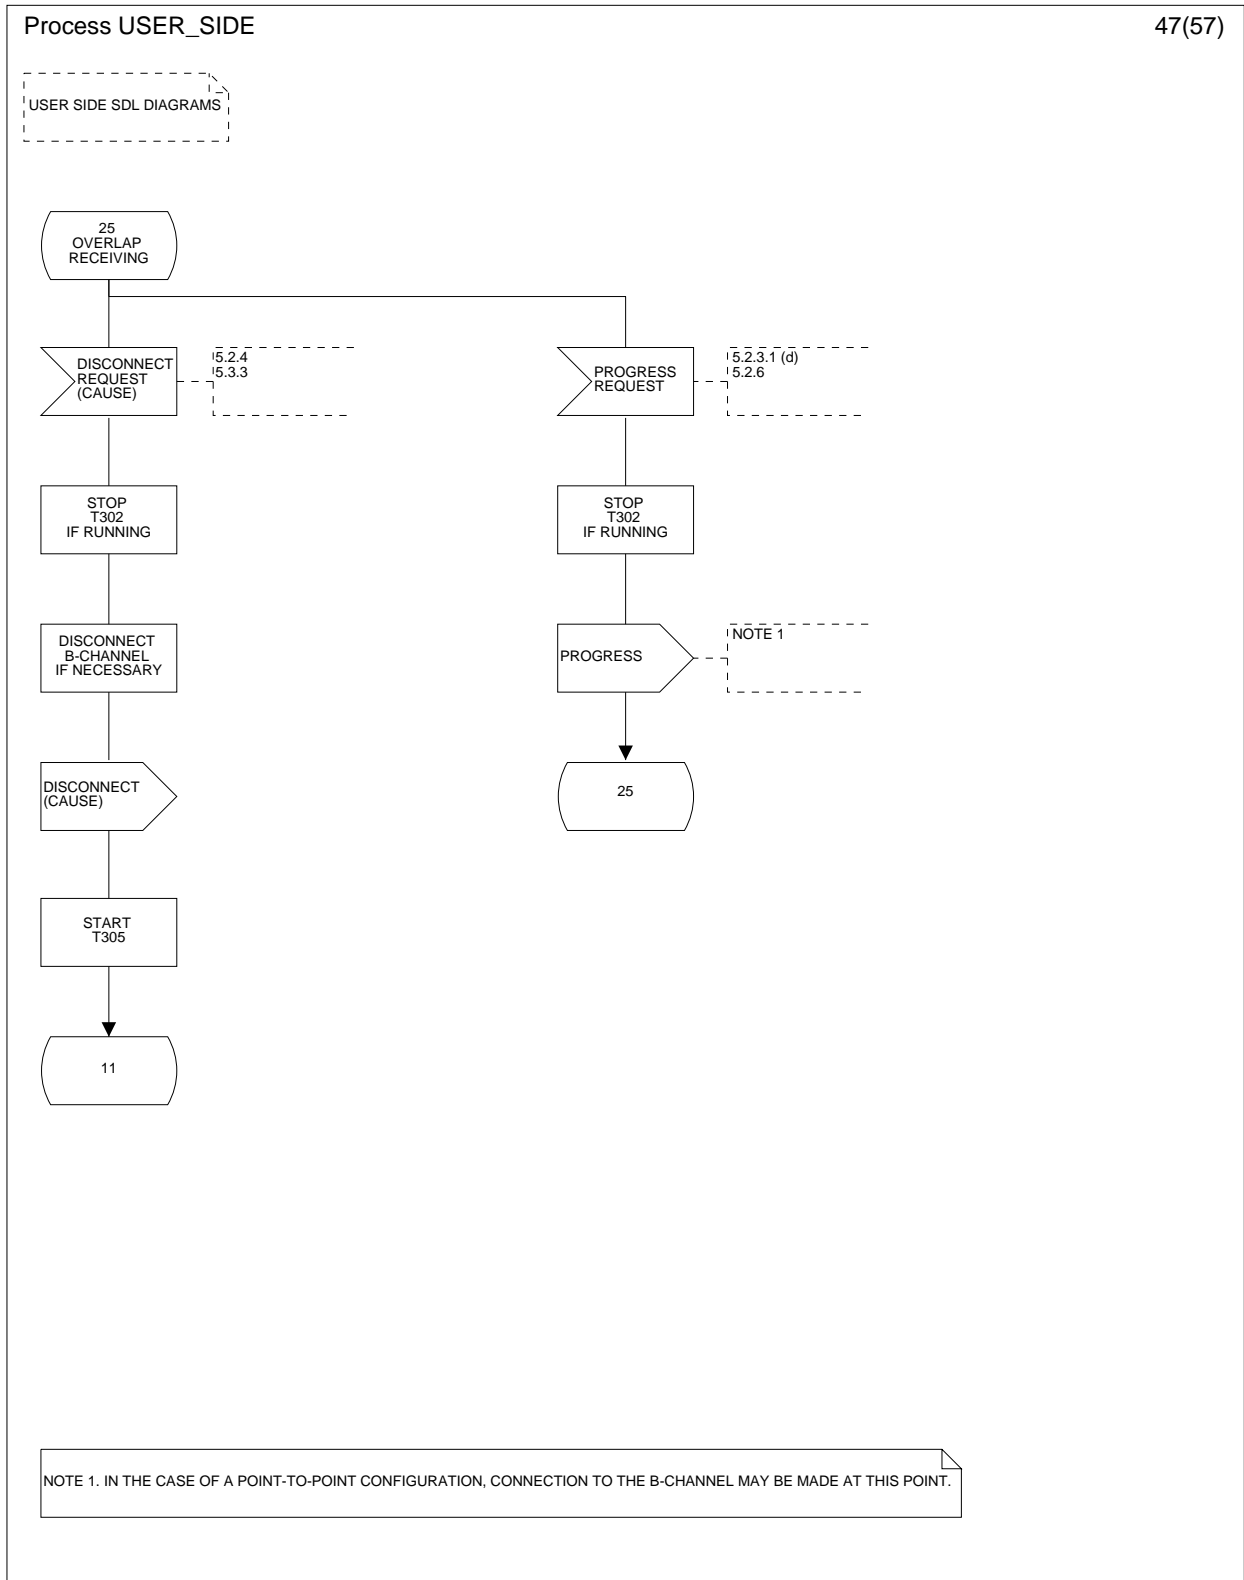 Process USER_SIDE
47(57)
USER SIDE SDL DIAGRAMS
25
OVERLAP
RECEIVING
DISCONNECT
REQUEST
(CAUSE)
5.2.4
5.3.3
PROGRESS
REQUEST
5.2.3.1 (d)
5.2.6
STOP
T302
IF RUNNING
STOP
T302
IF RUNNING
DISCONNECT
B-CHANNEL
IF NECESSARY
PROGRESS
NOTE 1
DISCONNECT
(CAUSE)
25
START
T305
11
NOTE 1. IN THE CASE OF A POINT-TO-POINT CONFIGURATION, CONNECTION TO THE B-CHANNEL MAY BE MADE AT THIS POINT.